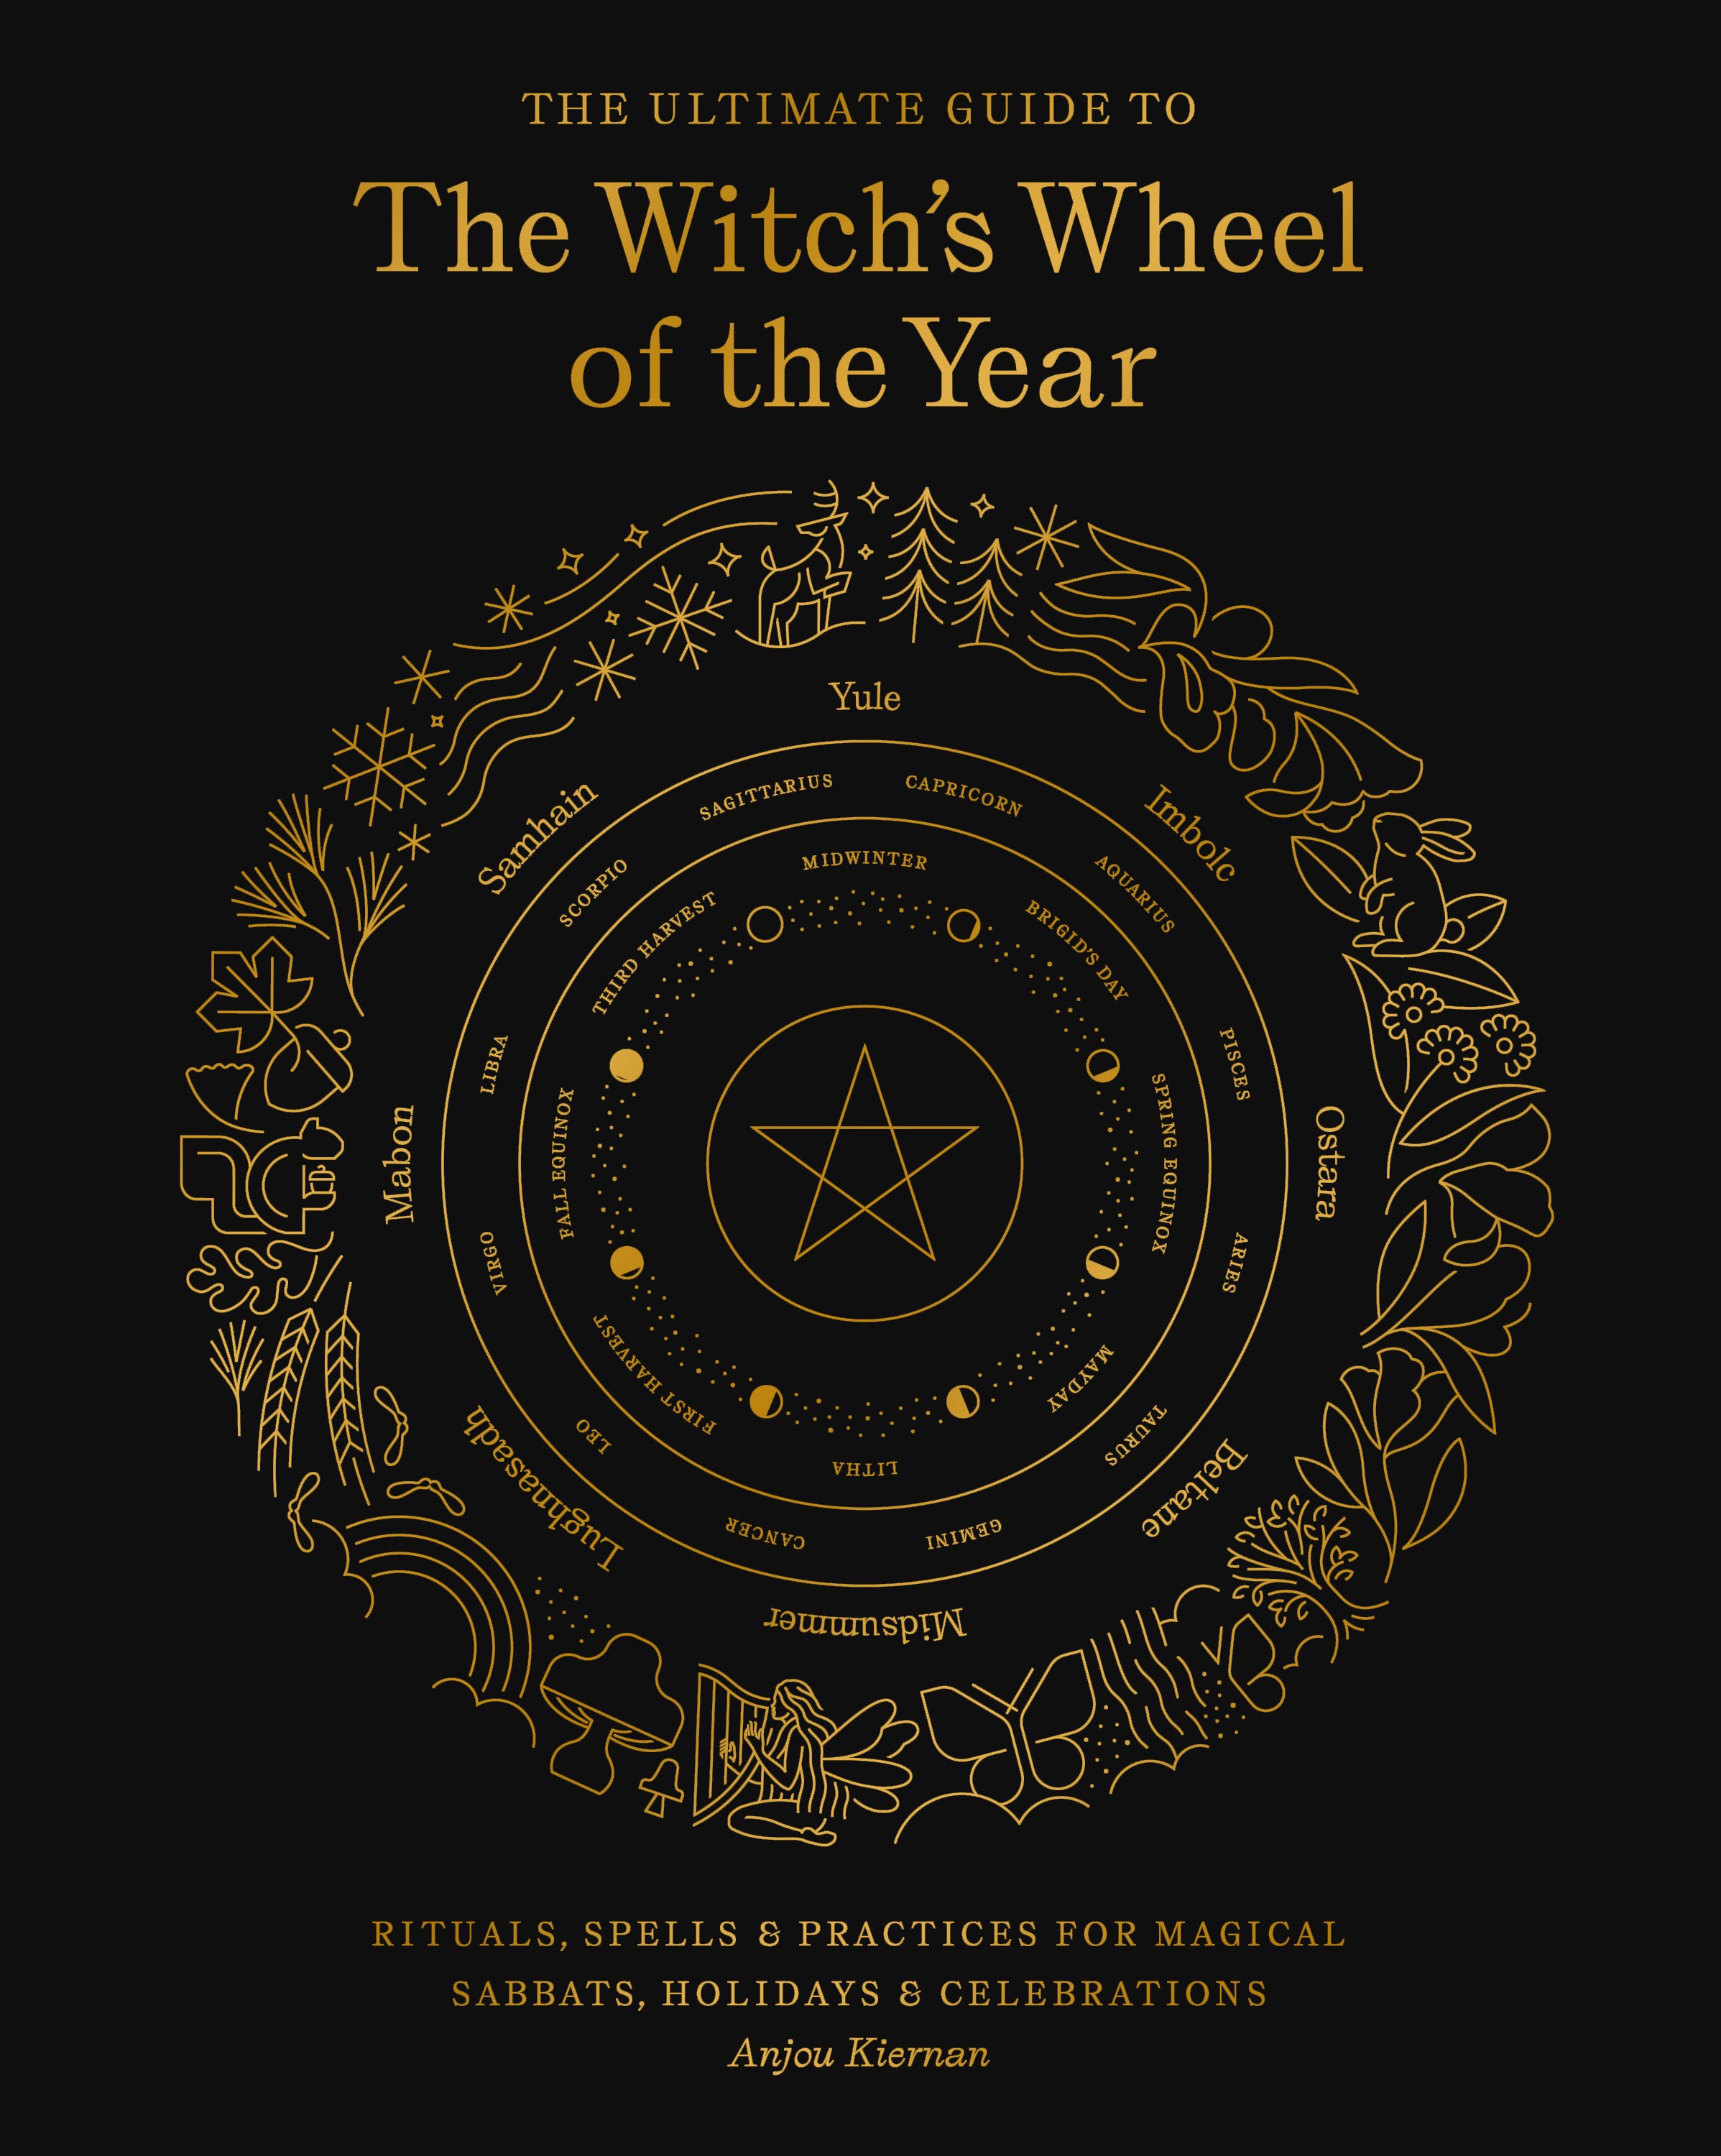 THE ULTIMATE GUIDE TO
The Witch's Wheel
of the Year
Yule
Imbolc
Ostara
Beltane
Midsummer
Lughnasadh
Mabon
Samhain
SAGITTARIUS
CAPRICORN
AQUARIUS
PISCES
ARIES
TAURUS
GEMINI
CANCER
LEO
VIRGO
LIBRA
SCORPIO
MIDWINTER
BRIGID'S DAY
SPRING EQUINOX
MAYDAY
LITHA
FIRST HARVEST
FALL EQUINOX
THIRD HARVEST
RITUALS, SPELLS & PRACTICES FOR MAGICAL
SABBATS, HOLIDAYS & CELEBRATIONS
Anjou Kiernan